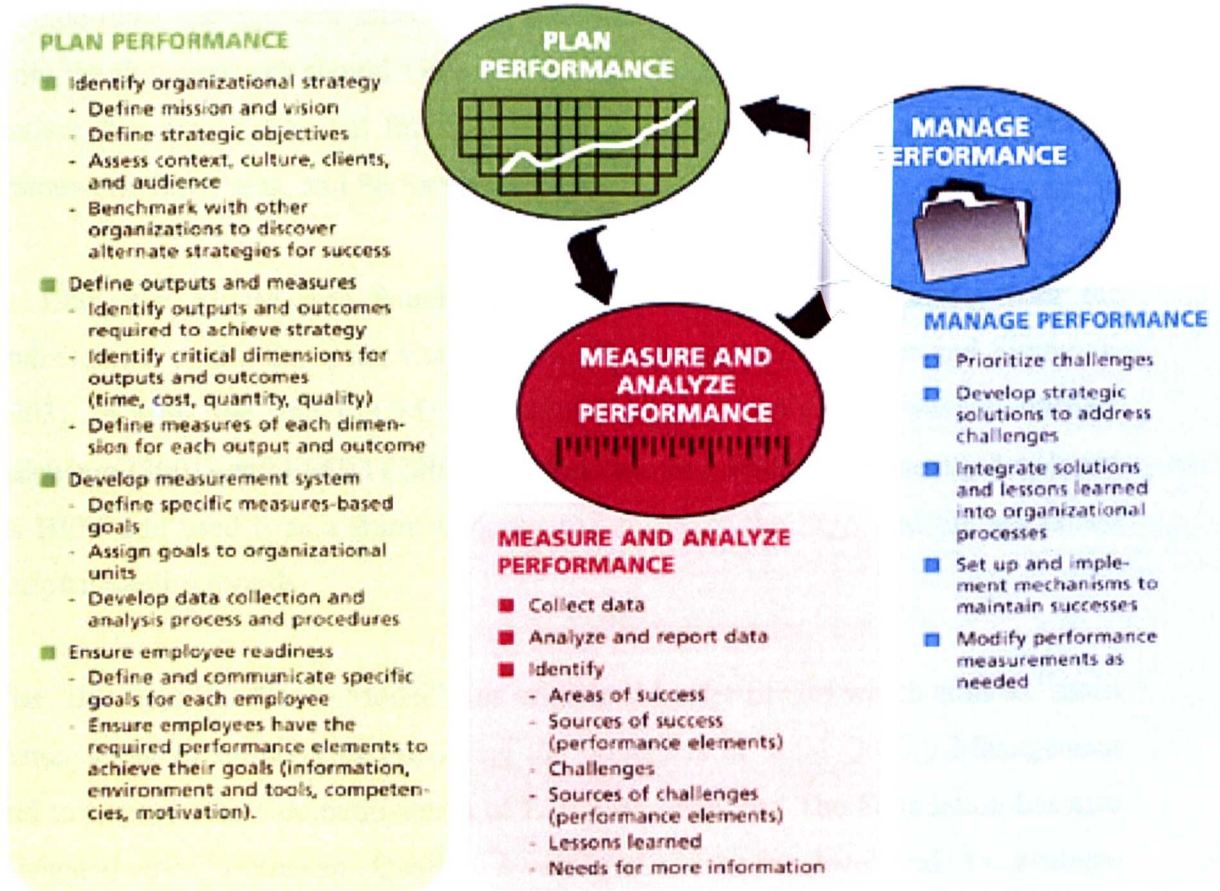 PLAN PERFORMANCE
Identify organizational strategy
- Define mission and vision
- Define strategic objectives
- Assess context, culture, clients,
and audience
- Benchmark with other
organizations to discover
alternate strategies for success
Define outputs and measures
- Identify outputs and outcomes
required to achieve strategy
- Identify critical dimensions for
outputs and outcomes
(time, cost, quantity, quality)
- Define measures of each dimen-
sion for each output and outcome
Develop measurement system
- Define specific measures-based
goals
- Assign goals to organizational
units
- Develop data collection and
analysis process and procedures
Ensure employee readiness
- Define and communicate specific
goals for each employee
- Ensure employees have the
required performance elements to
achieve their goals (information,
environment and tools, competen-
cies, motivation).
PLAN
PERFORMANCE
MEASURE AND
ANALYZE
PERFORMANCE
MEASURE AND ANALYZE
PERFORMANCE
Collect data
Analyze and report data
Identify
- Areas of success
- Sources of success
(performance elements)
- Challenges
- Sources of challenges
(performance elements)
- Lessons learned
- Needs for more information
MANAGE
PERFORMANCE
MANAGE PERFORMANCE
Prioritize challenges
Develop strategic
solutions to address
challenges
Integrate solutions
and lessons learned
into organizational
processes
Set up and imple-
ment mechanisms to
maintain successes
Modify performance
measurements as
needed